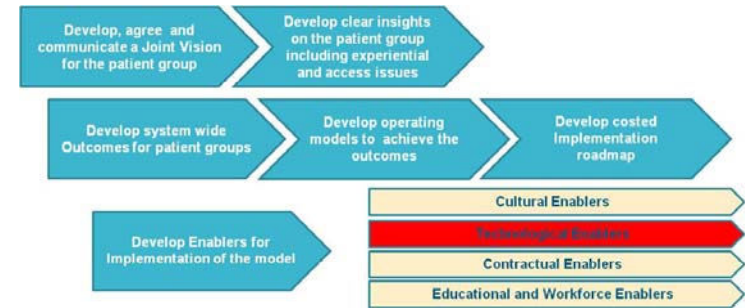 Develop, agree and
communicate a Joint Vision
for the patient group
Develop clear insights
on the patient group
including experiential
and access issues
Develop system wide
Outcomes for patient groups
Develop operating
models to achieve the
outcomes
Develop costed
Implementation
roadmap
Develop Enablers for
Implementation of the model
Cultural Enablers
Technological Enablers
Contractual Enablers
Educational and Workforce Enablers